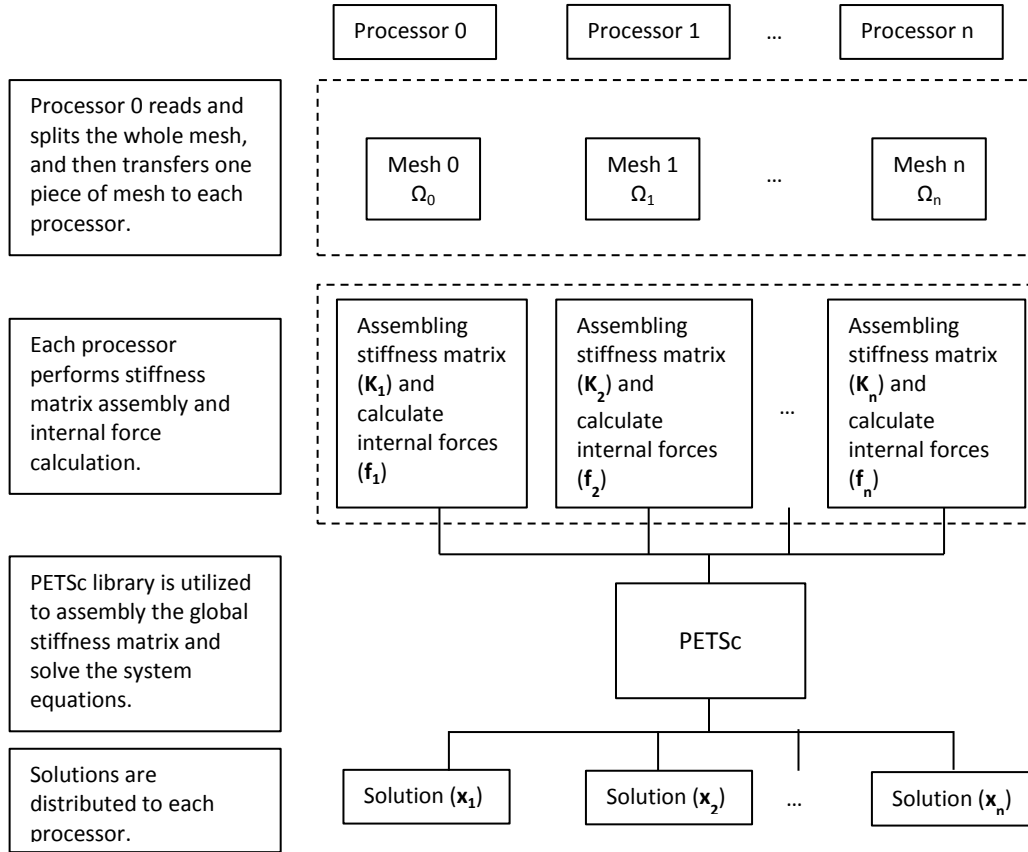 Processor 0
Processor 1
...
Processor n
Processor 0 reads and
splits the whole mesh,
and then transfers one
piece of mesh to each
processor.
Mesh 0
Ω0
Mesh 1
Ω1
...
Mesh n
Ωn
Each processor
performs stiffness
matrix assembly and
internal force
calculation.
Assembling
stiffness matrix
(K1) and
calculate
internal forces
(f1)
Assembling
stiffness matrix
(K2) and
calculate
internal forces
(f2)
...
Assembling
stiffness matrix
(Kn) and
calculate
internal forces
(fn)
PETSc library is utilized
to assembly the global
stiffness matrix and
solve the system
equations.
PETSc
Solutions are
distributed to each
processor.
Solution (x1)
Solution (x2)
...
Solution (xn)